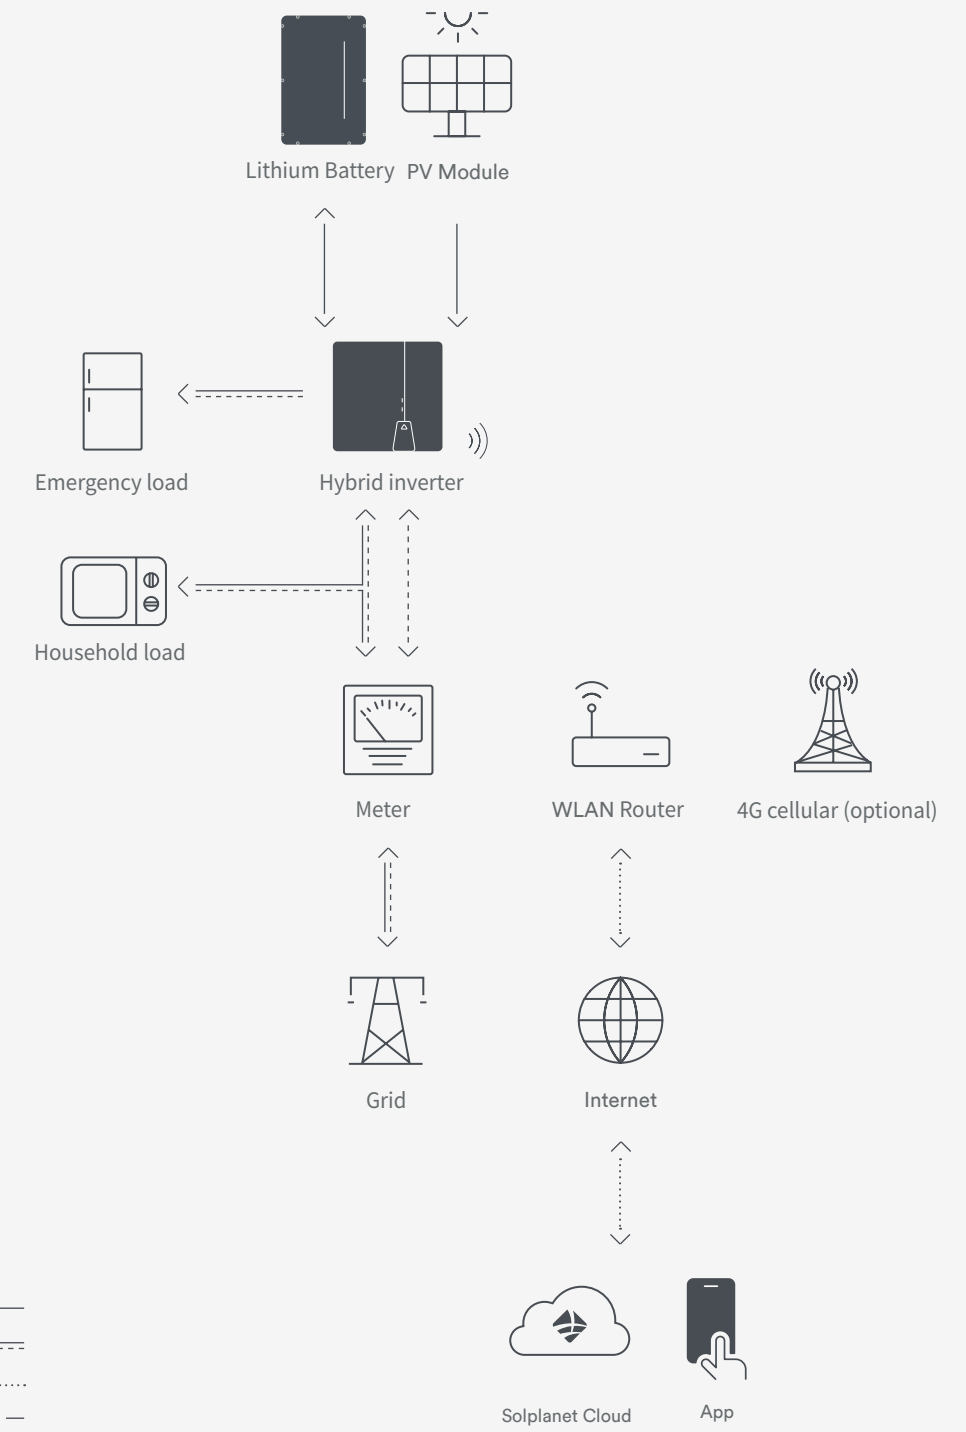 Lithium Battery PV Module
Emergency load Hybrid inverter
Household load
Meter WLAN Router 4G cellular (optional)
Grid Internet
Solplanet Cloud App